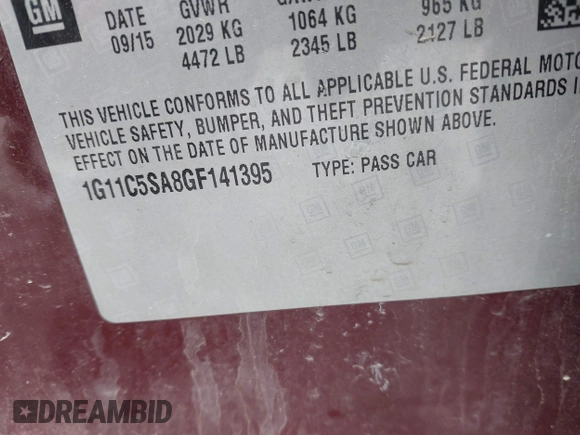 GM
DATE GVWR
09/15 2029 KG 1064 KG 965 KG
4472 LB 2345 LB 2127 LB
THIS VEHICLE CONFORMS TO ALL APPLICABLE U.S. FEDERAL MOTO
VEHICLE SAFETY, BUMPER, AND THEFT PREVENTION STANDARDS I
EFFECT ON THE DATE OF MANUFACTURE SHOWN ABOVE.
1G11C5SA8GF141395 TYPE: PASS CAR
DREAMBID